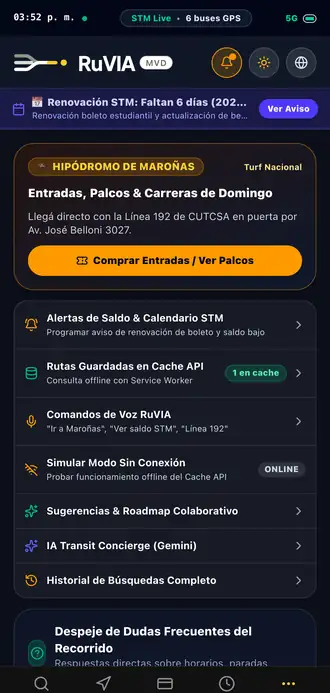 03:52 p. m.
STM Live • 6 buses GPS
5G
RuVIA MVD
📅 Renovación STM: Faltan 6 días (202...
Renovación boleto estudiantil y actualización de be...
Ver Aviso
HIPÓDROMO DE MAROÑAS
Turf Nacional
Entradas, Palcos & Carreras de Domingo
Llegá directo con la Línea 192 de CUTCSA en puerta por
Av. José Belloni 3027.
Comprar Entradas / Ver Palcos
Alertas de Saldo & Calendario STM
Programar aviso de renovación de boleto y saldo bajo
Rutas Guardadas en Cache API
Consulta offline con Service Worker
1 en cache
Comandos de Voz RuVIA
"Ir a Maroñas", "Ver saldo STM", "Línea 192"
Simular Modo Sin Conexión
Probar funcionamiento offline del Cache API
ONLINE
Sugerencias & Roadmap Colaborativo
IA Transit Concierge (Gemini)
Historial de Búsquedas Completo
Despeje de Dudas Frecuentes del
Recorrido
Respuestas directas sobre horarios, paradas